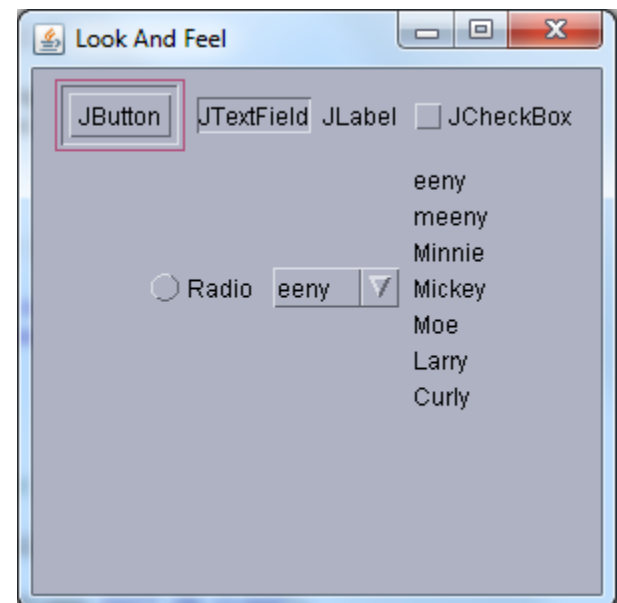 Look And Feel
JButton JTextField JLabel JCheckBox
Radio eeny
eeny
meeny
Minnie
Mickey
Moe
Larry
Curly